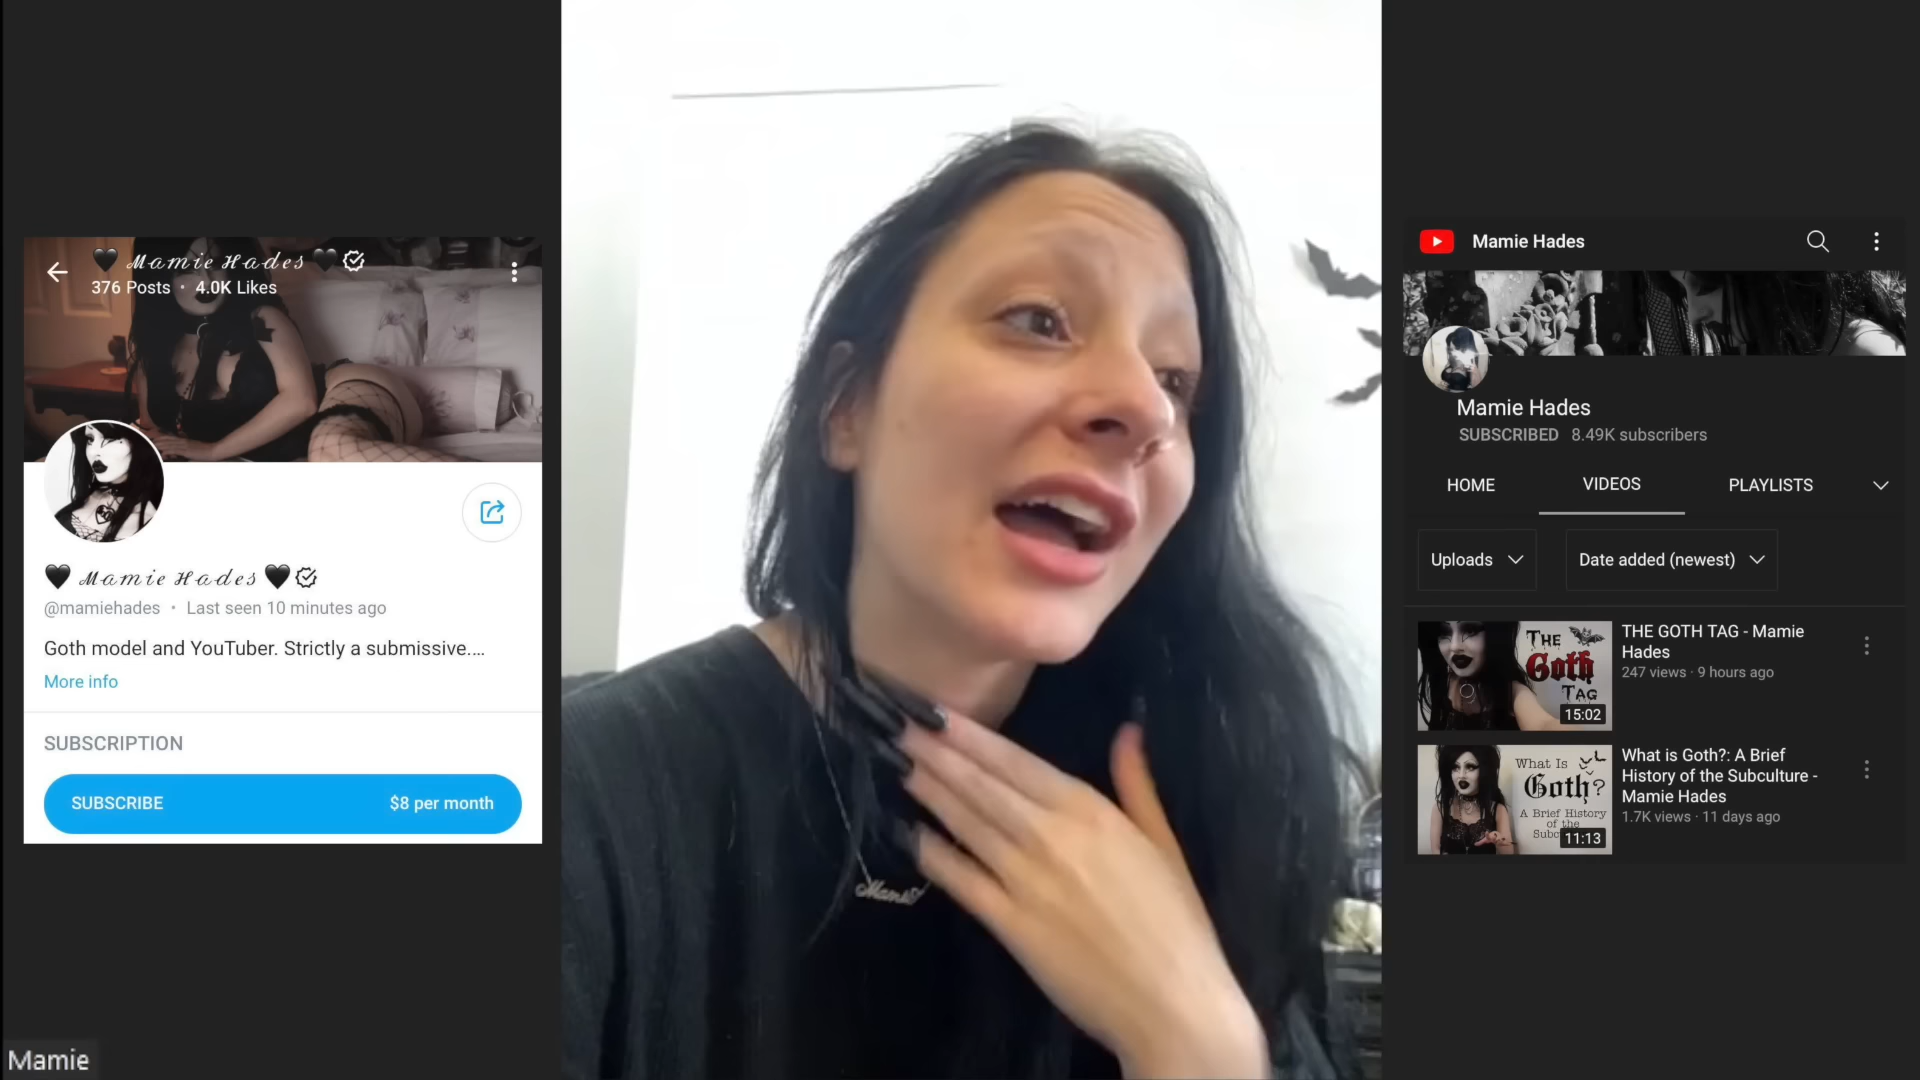 🖤 𝓜𝓪𝓶𝓲𝓮 𝓗𝓪𝓭𝓮𝓼 🖤
376 Posts • 4.0K Likes
🖤 𝓜𝓪𝓶𝓲𝓮 𝓗𝓪𝓭𝓮𝓼 🖤
@mamiehades • Last seen 10 minutes ago
Goth model and YouTuber. Strictly a submissive....
More info
SUBSCRIPTION
SUBSCRIBE $8 per month
Mamie
Mamie
Mamie Hades
Mamie Hades
SUBSCRIBED 8.49K subscribers
HOME VIDEOS PLAYLISTS
Uploads Date added (newest)
THE Goth TAG
15:02
THE GOTH TAG - Mamie
Hades
247 views · 9 hours ago
What Is
Goth?
A Brief History
of the
11:13
What is Goth?: A Brief
History of the Subculture -
Mamie Hades
1.7K views · 11 days ago